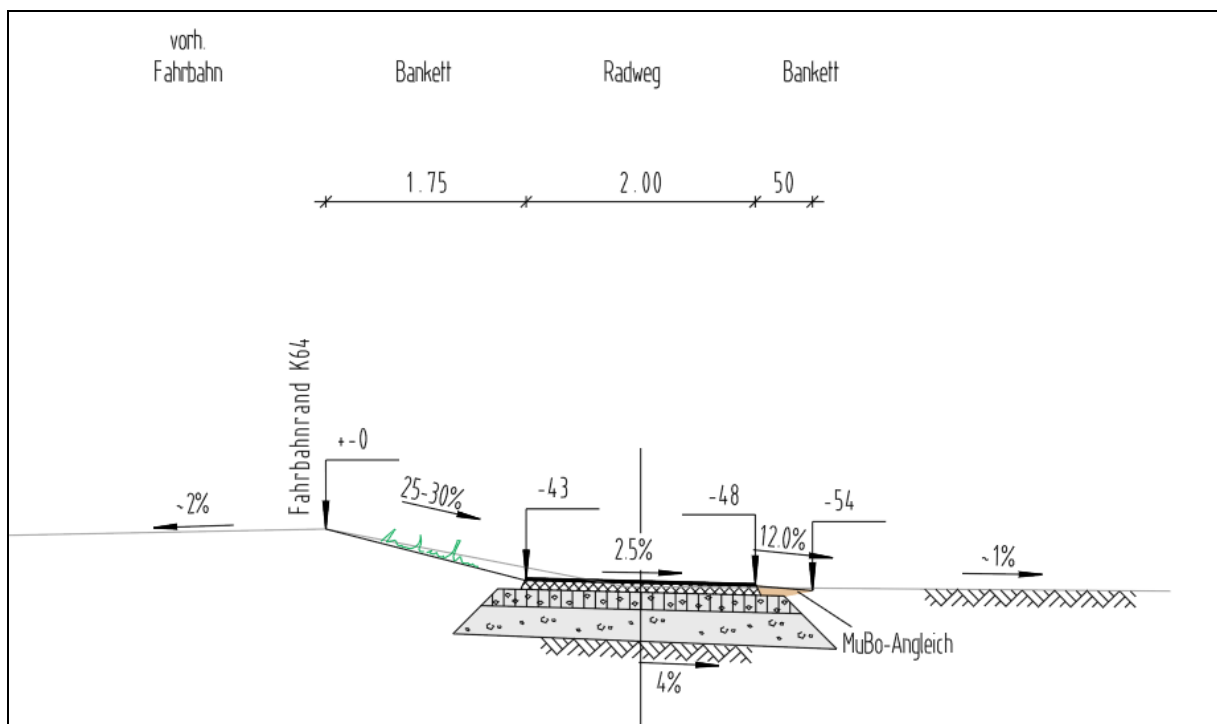 vorh.
Fahrbahn
Bankett
Radweg
Bankett
1.75
2.00
50
Fahrbahnrand K64
+-0
25-30%
-43
-48
-54
~2%
2.5%
12.0%
~1%
MuBo-Angleich
4%